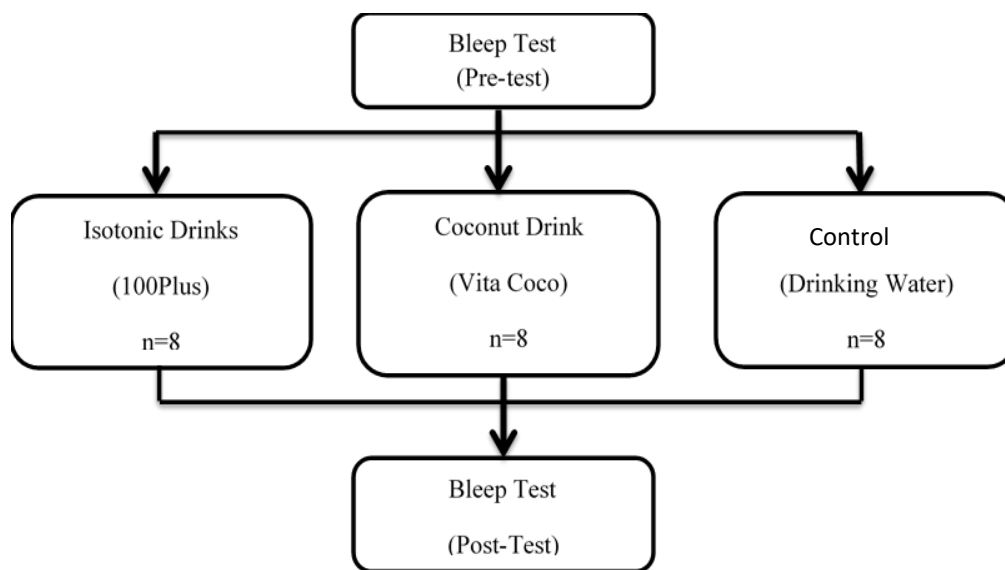 Bleep Test
(Pre-test)
Isotonic Drinks
(100Plus)
n=8
Coconut Drink
(Vita Coco)
n=8
Control
(Drinking Water)
n=8
Bleep Test
(Post-Test)